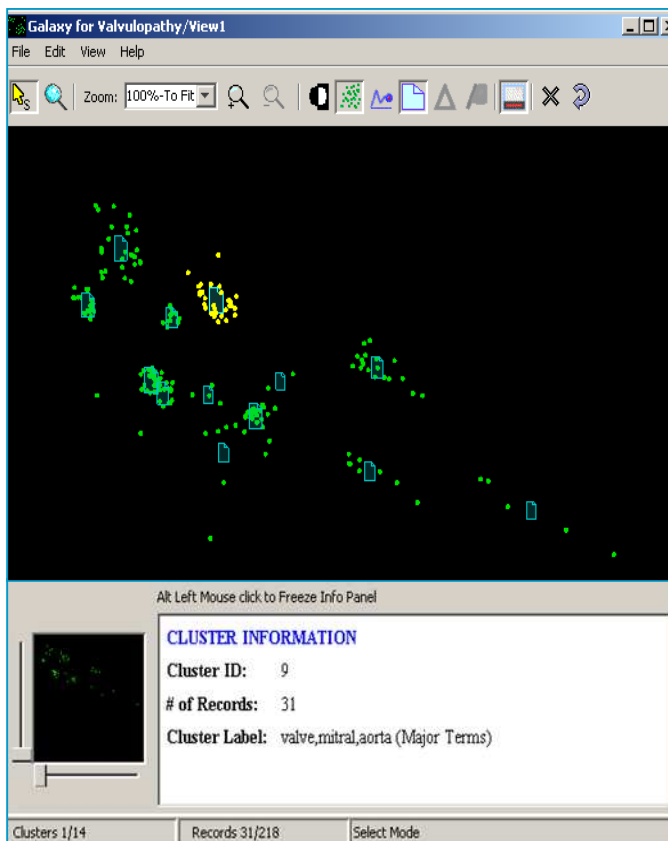 Galaxy for Valvulopathy/View1
File Edit View Help
S Zoom: 100%-To Fit
Alt Left Mouse click to Freeze Info Panel
CLUSTER INFORMATION
Cluster ID: 9
# of Records: 31
Cluster Label: valve,mitral,aorta (Major Terms)
Clusters 1/14 Records 31/218 Select Mode